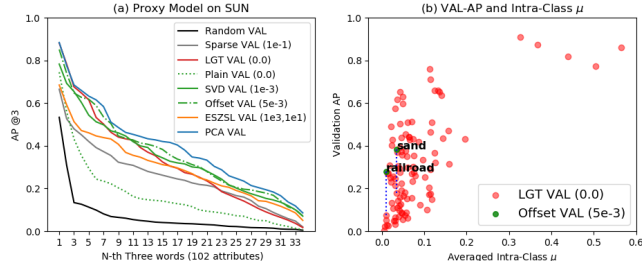 (a) Proxy Model on SUN
AP @3
1.0
0.8
0.6
0.4
0.2
0.0
Random VAL
Sparse VAL (1e-1)
LGT VAL (0.0)
Plain VAL (0.0)
SVD VAL (1e-3)
Offset VAL (5e-3)
ESZSL VAL (1e3,1e1)
PCA VAL
1 3 5 7 9 11 13 15 17 19 21 23 25 27 29 31 33
N-th Three words (102 attributes)
(b) VAL-AP and Intra-Class μ
Validation AP
1.0
0.8
0.6
0.4
0.2
0.0
sand
railroad
LGT VAL (0.0)
Offset VAL (5e-3)
0.0 0.1 0.2 0.3 0.4 0.5 0.6
Averaged Intra-Class μ